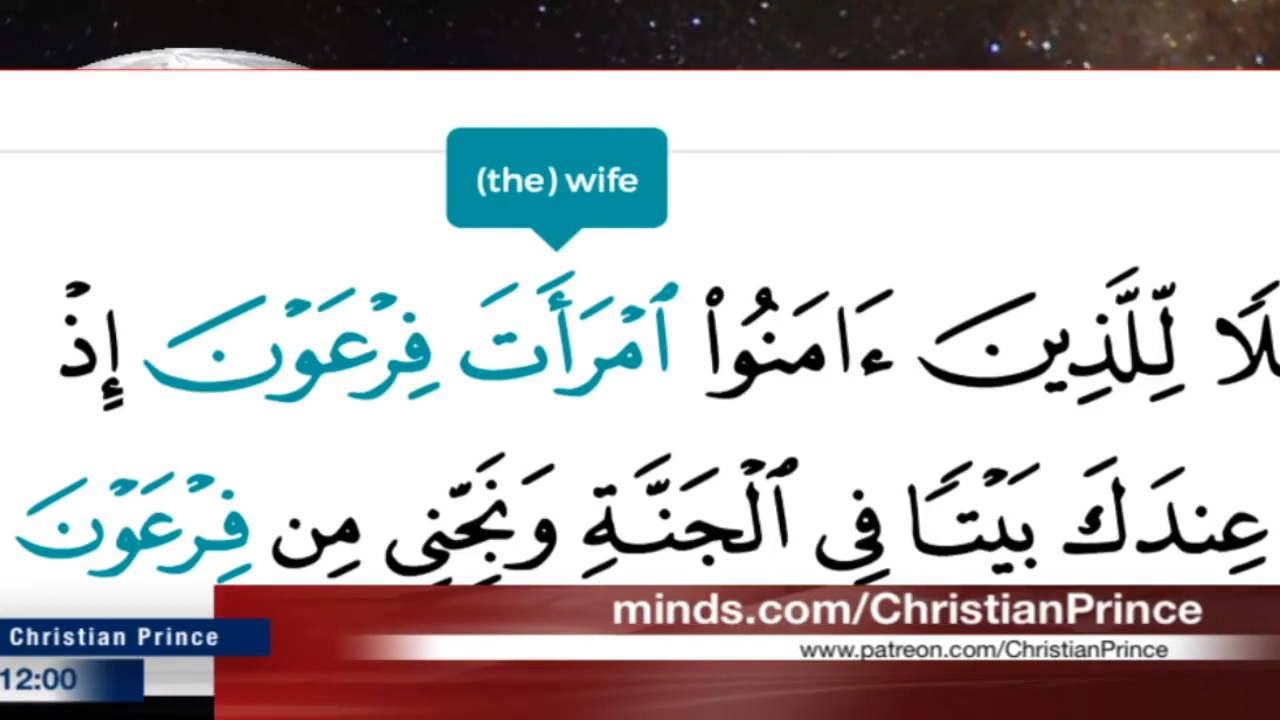 (the) wife
لِّلَّذِينَ ءَامَنُوا۟ ٱمْرَأَتَ فِرْعَوْنَ إِذْ
عِندَكَ بَيْتًا فِى ٱلْجَنَّةِ وَنَجِّنِى مِن فِرْعَوْنَ
minds.com/ChristianPrince
Christian Prince
www.patreon.com/ChristianPrince
12:00